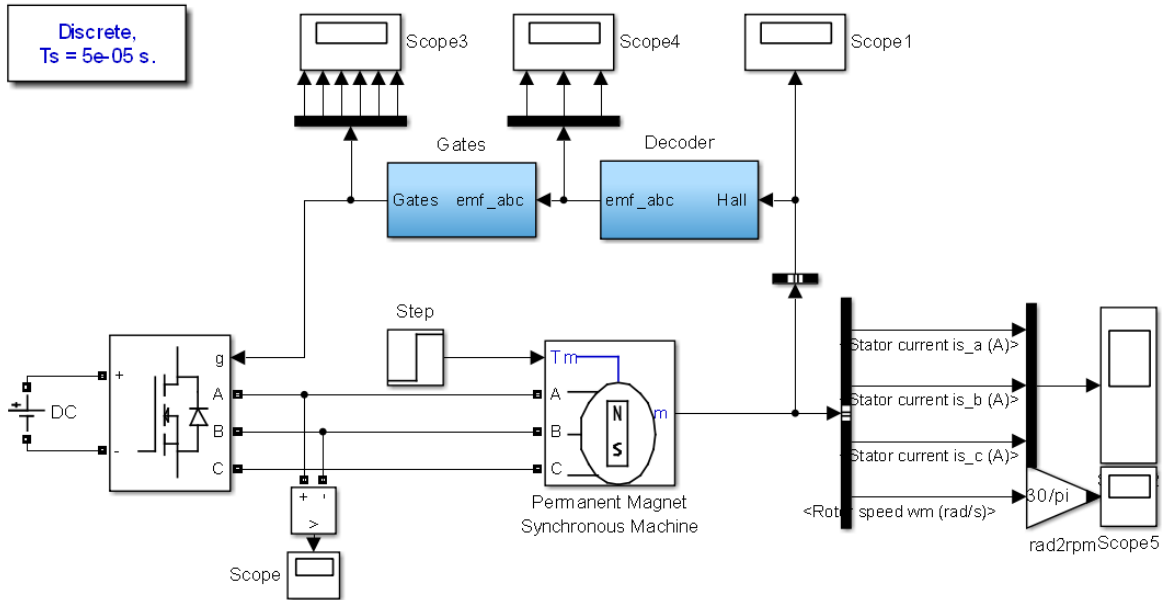 Discrete,
Ts = 5e-05 s.
Scope3
Scope4
Scope1
Gates
Decoder
Gates emf_abc
emf_abc Hall
Step
g
A
B
C
+
-
DC
Tm
A
B
C
N
S
m
Permanent Magnet
Synchronous Machine
<Stator current is_a (A)>
<Stator current is_b (A)>
<Stator current is_c (A)>
<Rotor speed wm (rad/s)>
30/pi
rad2rpm
Scope5
+ -
v
Scope